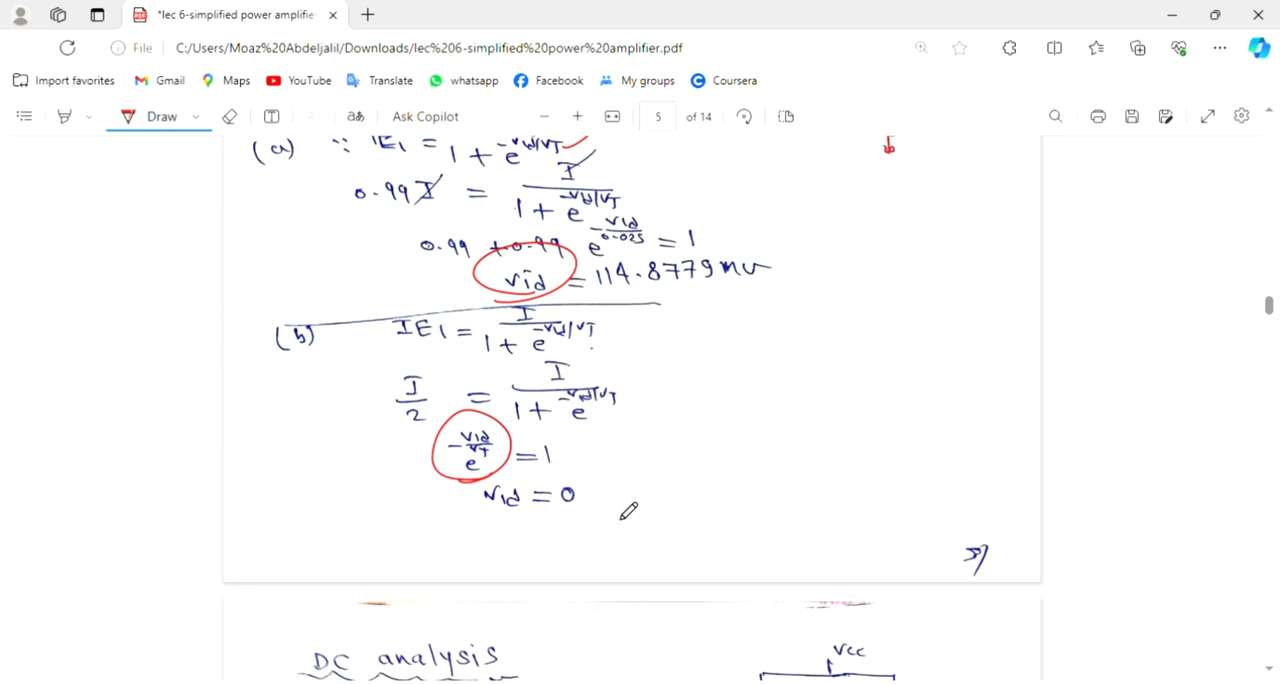 *lec 6-simplified power amplifie
File C:/Users/Moaz%20Abdeljalil/Downloads/lec%206-simplified%20power%20amplifier.pdf
Import favorites Gmail Maps YouTube Translate whatsapp Facebook My groups Coursera
Draw Ask Copilot 5 of 14
(a) ∵ IE1 = 1 + e^-Vid/VT
0.99 I = I / (1 + e^-Vid/VT)
0.99 + 0.99 e^-Vid/0.025 = 1
Vid = 114.8779 mv
(b) IE1 = I / (1 + e^-Vid/VT)
I/2 = I / (1 + e^-Vid/VT)
e^-Vid/VT = 1
Vid = 0
DC analysis
Vcc